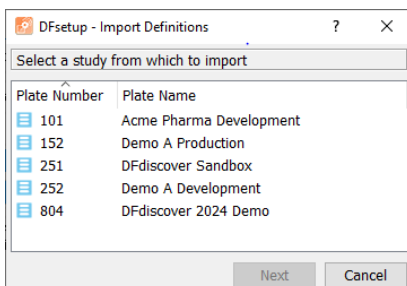 DFsetup - Import Definitions ? ×
Select a study from which to import
Plate Number Plate Name
101 Acme Pharma Development
152 Demo A Production
251 DFdiscover Sandbox
252 Demo A Development
804 DFdiscover 2024 Demo
Next Cancel